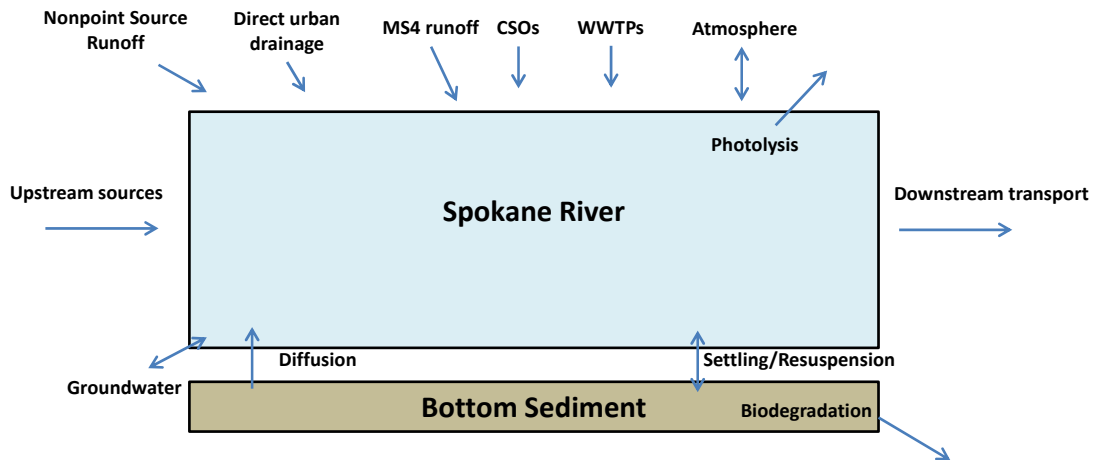 Nonpoint Source
Runoff
Direct urban
drainage
MS4 runoff
CSOs
WWTPs
Atmosphere
Photolysis
Upstream sources
Spokane River
Downstream transport
Diffusion
Settling/Resuspension
Groundwater
Bottom Sediment
Biodegradation